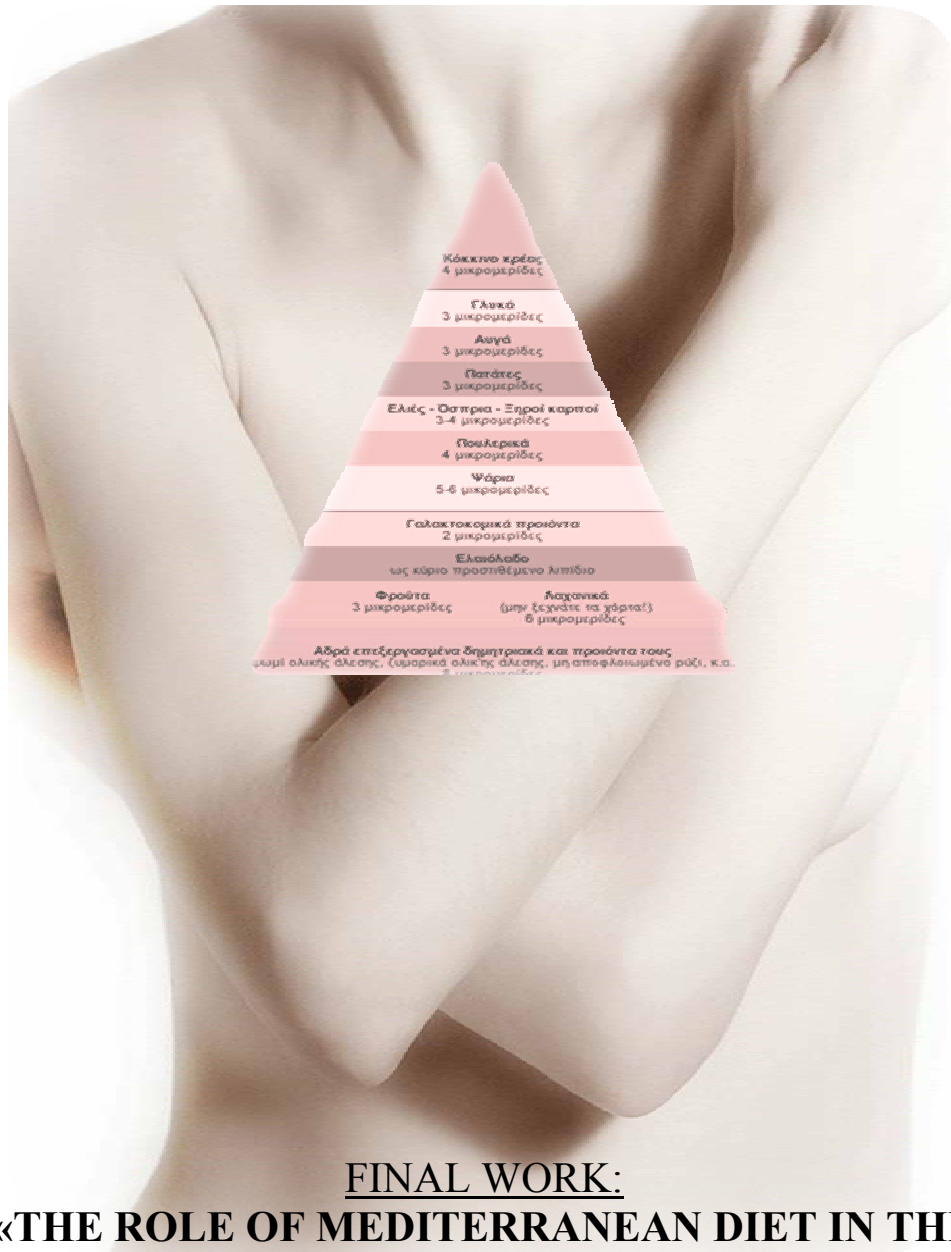 Κόκκινο κρέας
4 μικρομερίδες
Γλυκά
3 μικρομερίδες
Αυγά
3 μικρομερίδες
Πατάτες
3 μικρομερίδες
Ελιές - Όσπρια - Ξηροί καρποί
3-4 μικρομερίδες
Πουλερικά
4 μικρομερίδες
Ψάρια
5-6 μικρομερίδες
Γαλακτοκομικά προϊόντα
2 μικρομερίδες
Ελαιόλαδο
ως κύριο προστιθέμενο λιπίδιο
Φρούτα
3 μικρομερίδες
Λαχανικά
(μην ξεχνάτε τα χόρτα!)
6 μικρομερίδες
Αδρά επεξεργασμένα δημητριακά και προϊόντα τους
ολικής άλεσης, ζυμαρικά ολικής άλεσης, μη αποφλοιωμένο ρύζι, κ.α.
μικρομερίδες
FINAL WORK:
«THE ROLE OF MEDITERRANEAN DIET IN